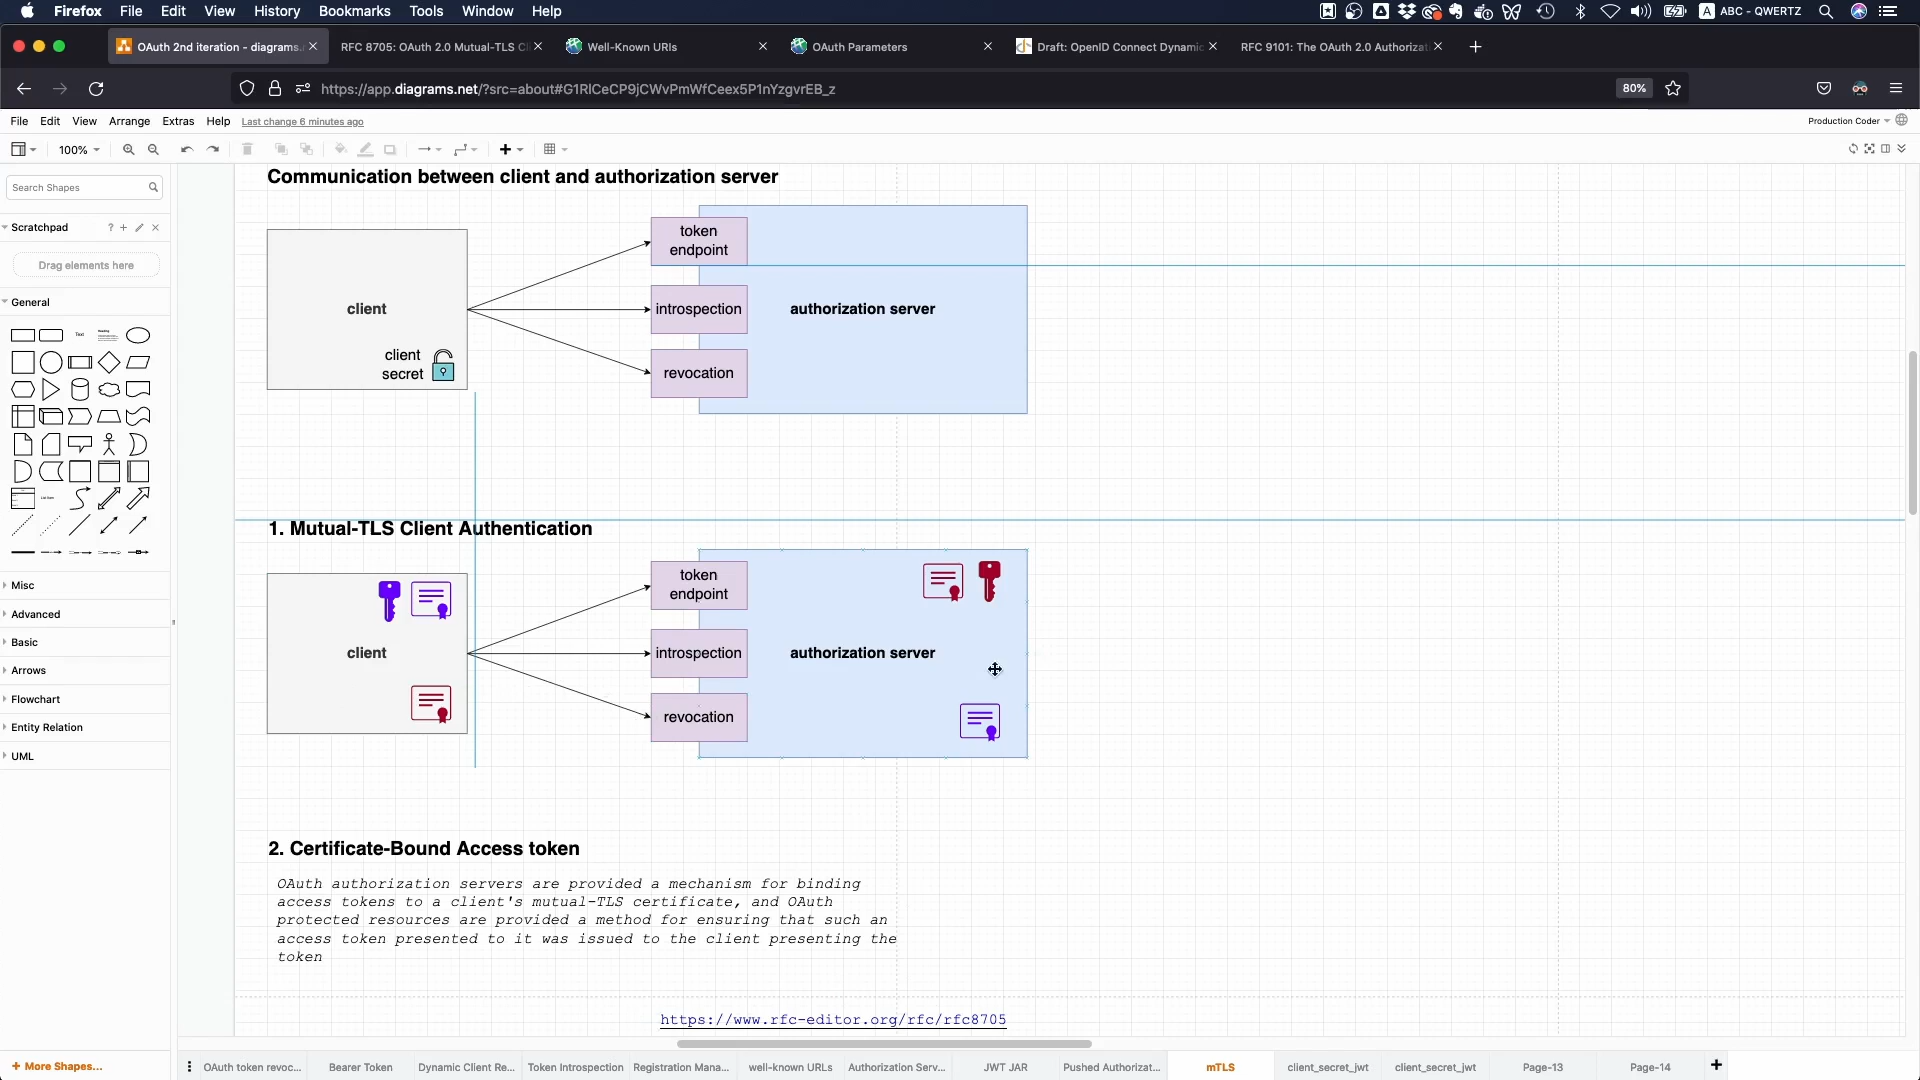 Firefox File Edit View History Bookmarks Tools Window Help
ABC - QWERTZ
OAuth 2nd iteration - diagrams.
RFC 8705: OAuth 2.0 Mutual-TLS Cl
Well-Known URIs
OAuth Parameters
Draft: OpenID Connect Dynamic
RFC 9101: The OAuth 2.0 Authorizat
https://app.diagrams.net/?src=about#G1RlCeCP9jCWvPmWfCeex5P1nYzgvrEB_z
80%
File Edit View Arrange Extras Help Last change 6 minutes ago
Production Coder
100%
Search Shapes
Scratchpad
?
Drag elements here
General
Text
Heading
List Item
Misc
Advanced
Basic
Arrows
Flowchart
Entity Relation
UML
+ More Shapes...
Communication between client and authorization server
client
client
secret
token
endpoint
introspection
revocation
authorization server
1. Mutual-TLS Client Authentication
client
token
endpoint
introspection
revocation
authorization server
2. Certificate-Bound Access token
OAuth authorization servers are provided a mechanism for binding
access tokens to a client's mutual-TLS certificate, and OAuth
protected resources are provided a method for ensuring that such an
access token presented to it was issued to the client presenting the
token
https://www.rfc-editor.org/rfc/rfc8705
OAuth token revoc...
Bearer Token
Dynamic Client Re...
Token Introspection
Registration Mana...
well-known URLs
Authorization Serv...
JWT JAR
Pushed Authorizat...
mTLS
client_secret_jwt
client_secret_jwt
Page-13
Page-14